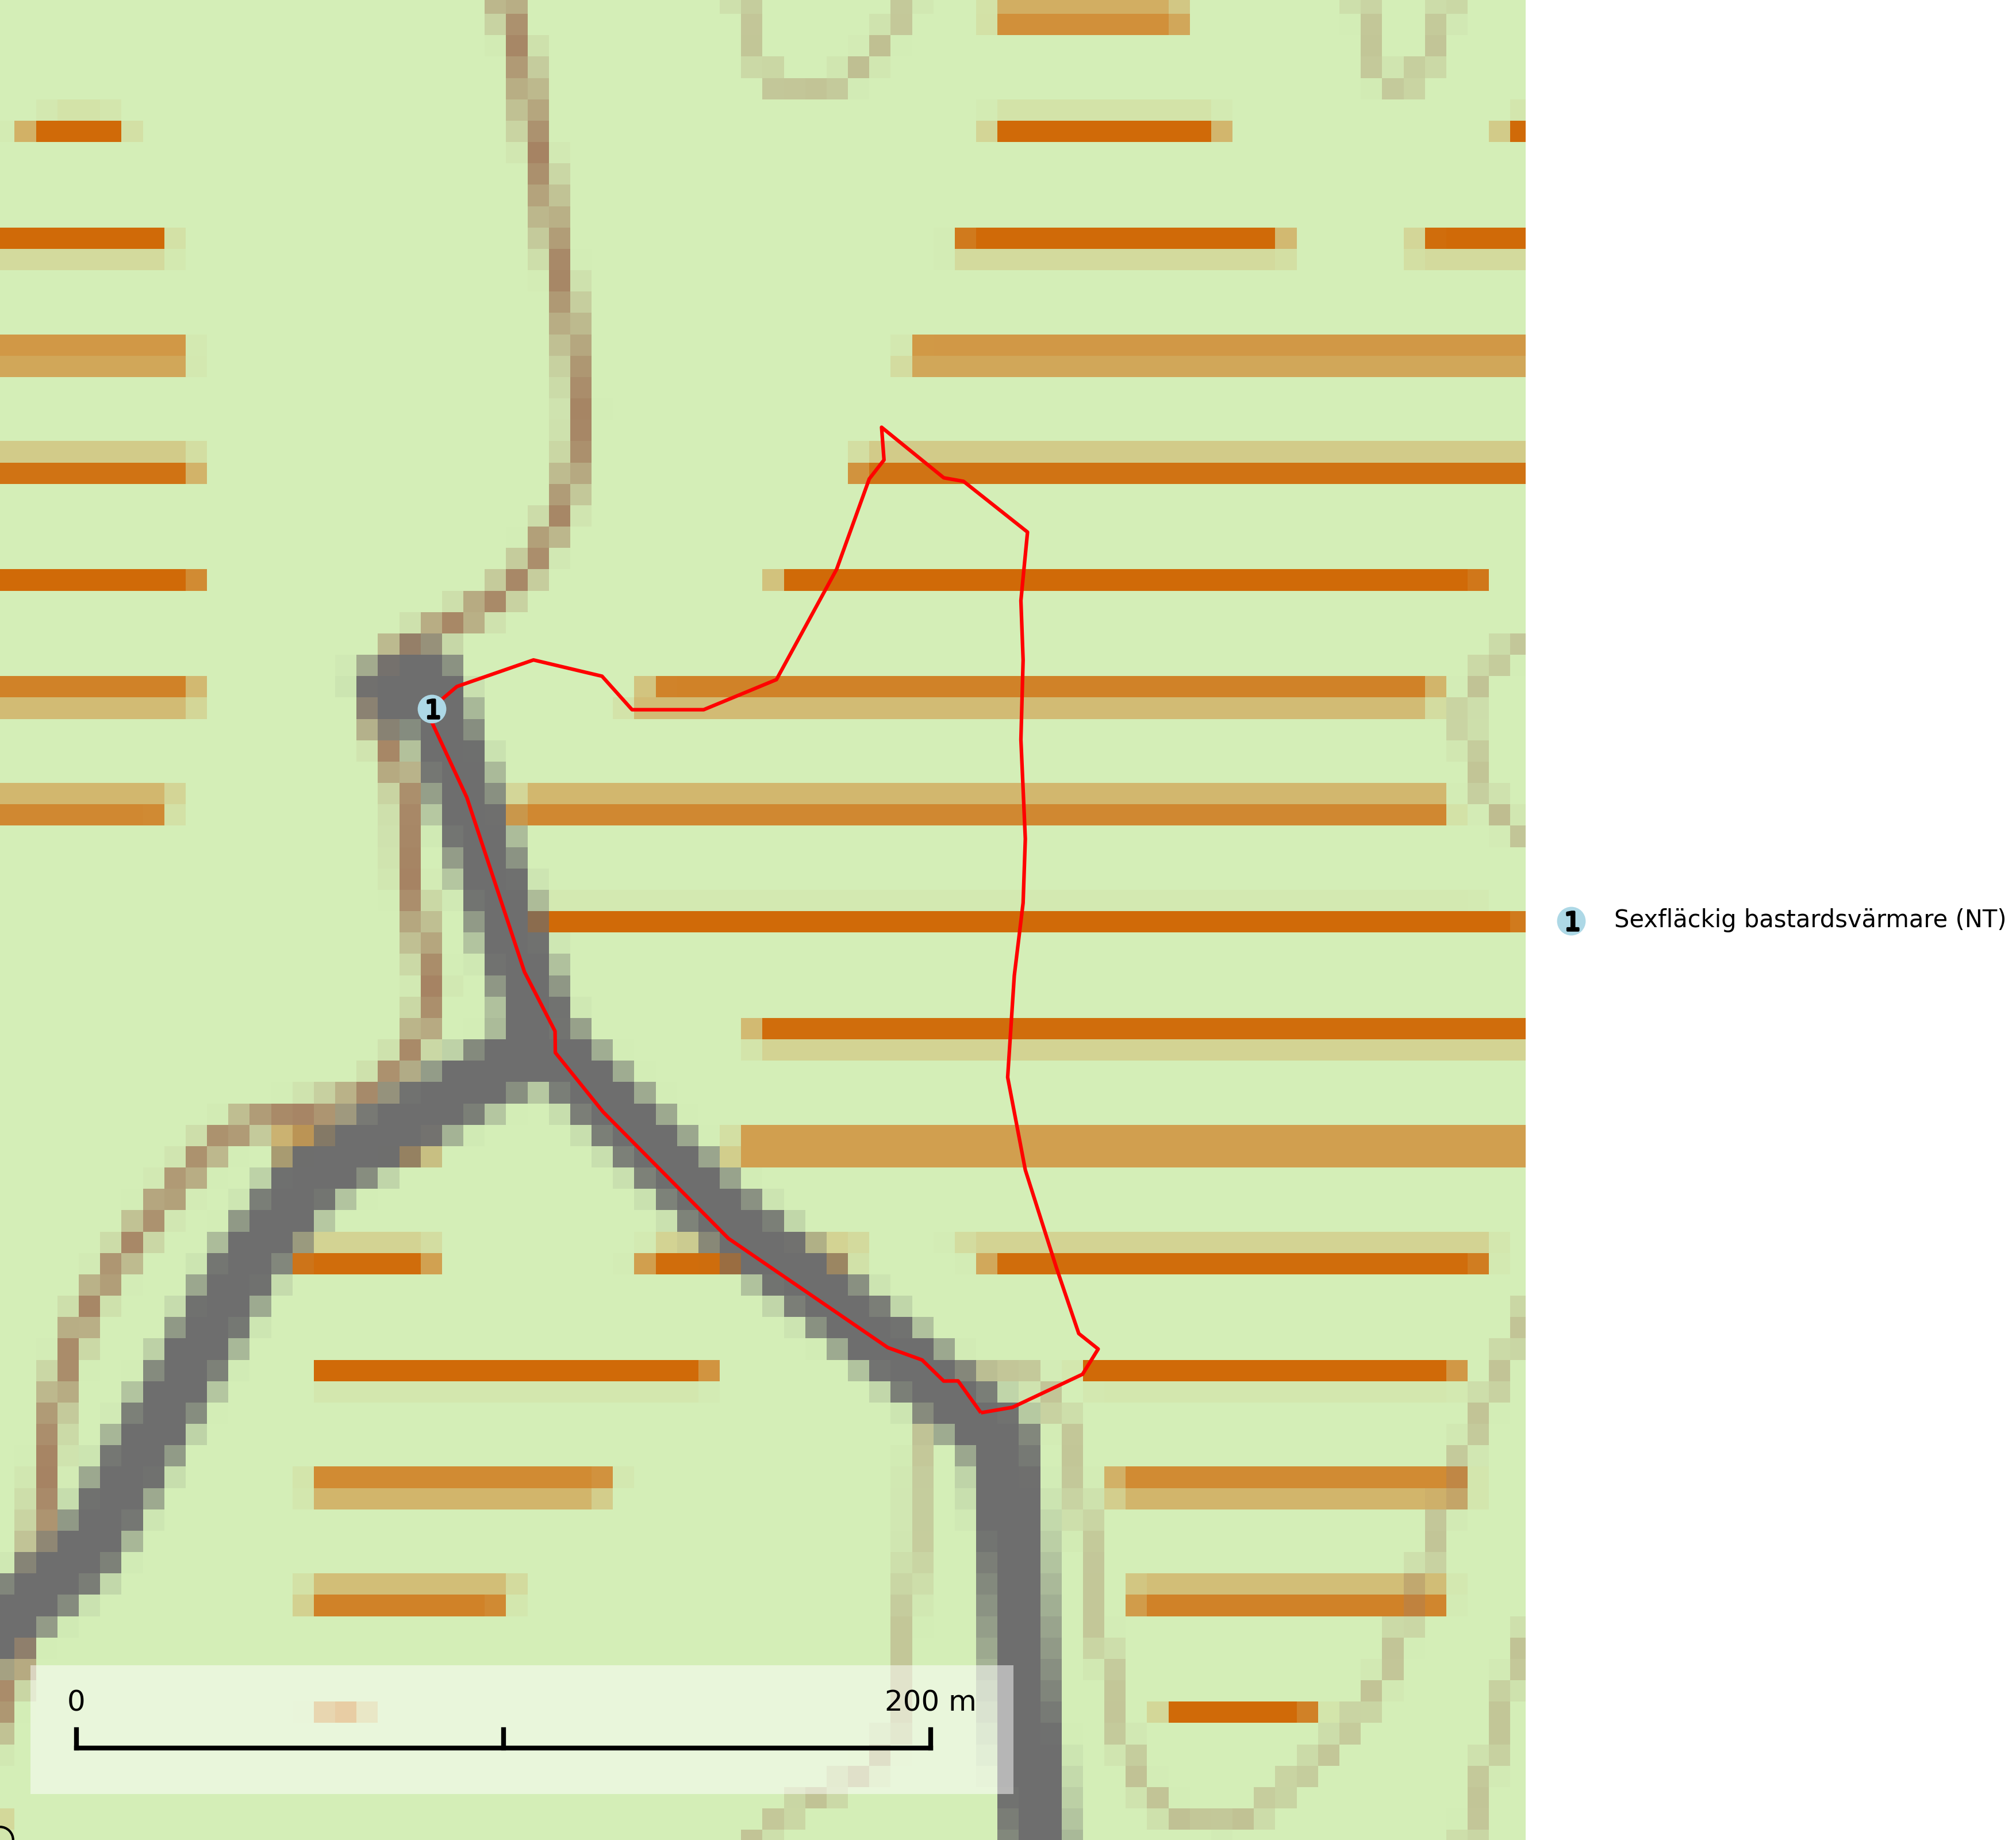 1
1 Sexfläckig bastardsvärmare (NT)
0 200 m